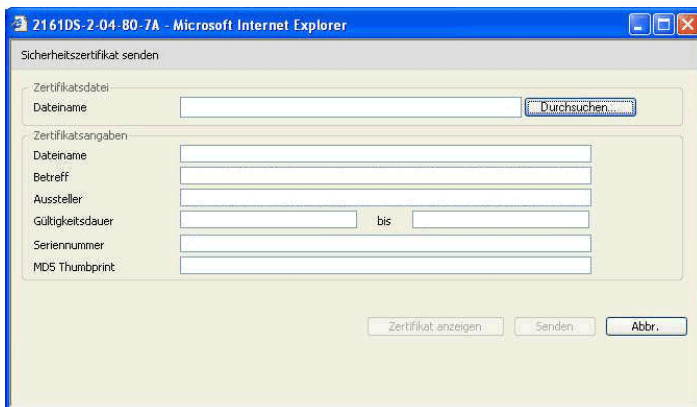 2161DS-2-04-80-7A - Microsoft Internet Explorer
Sicherheitszertifikat senden
Zertifikatsdatei
Dateiname
Durchsuchen...
Zertifikatsangaben
Dateiname
Betreff
Aussteller
Gültigkeitsdauer bis
Seriennummer
MD5 Thumbprint
Zertifikat anzeigen Senden Abbr.